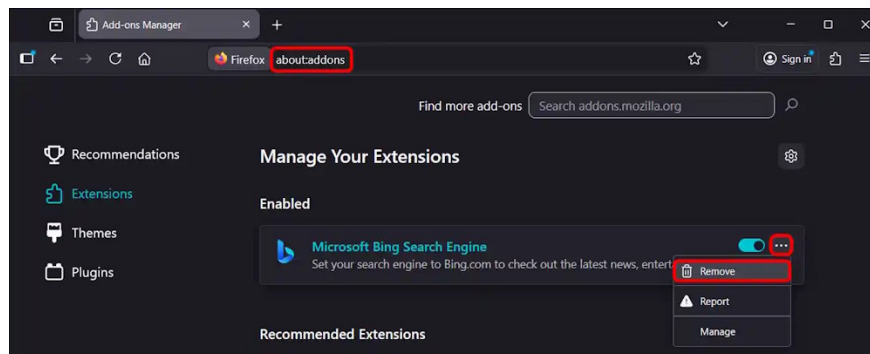 Add-ons Manager
Firefox about:addons
Sign in
Find more add-ons Search addons.mozilla.org
Recommendations
Extensions
Themes
Plugins
Manage Your Extensions
Enabled
Microsoft Bing Search Engine
Set your search engine to Bing.com to check out the latest news, entert
Remove
Report
Manage
Recommended Extensions